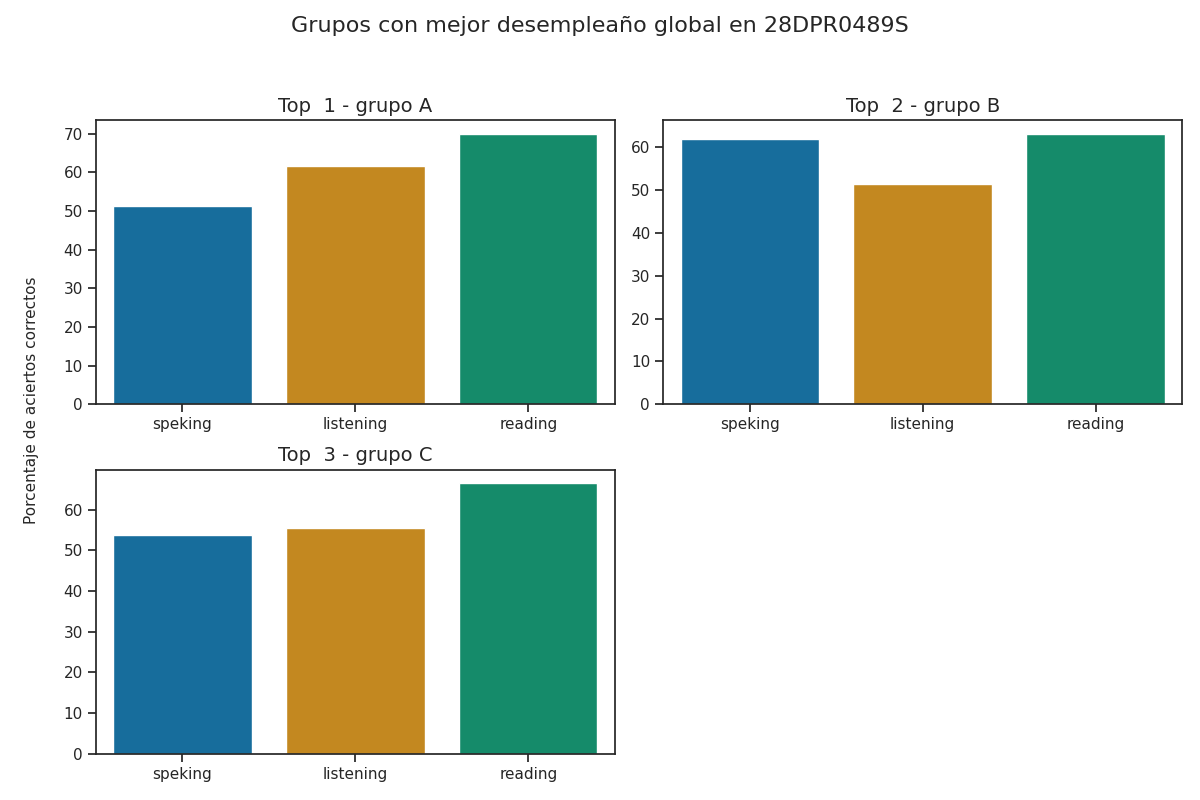 Grupos con mejor desempleaño global en 28DPR0489S
Porcentaje de aciertos correctos
Top  1 - grupo A
70
60
50
40
30
20
10
0
speking listening reading
Top  2 - grupo B
60
50
40
30
20
10
0
speking listening reading
Top  3 - grupo C
60
50
40
30
20
10
0
speking listening reading